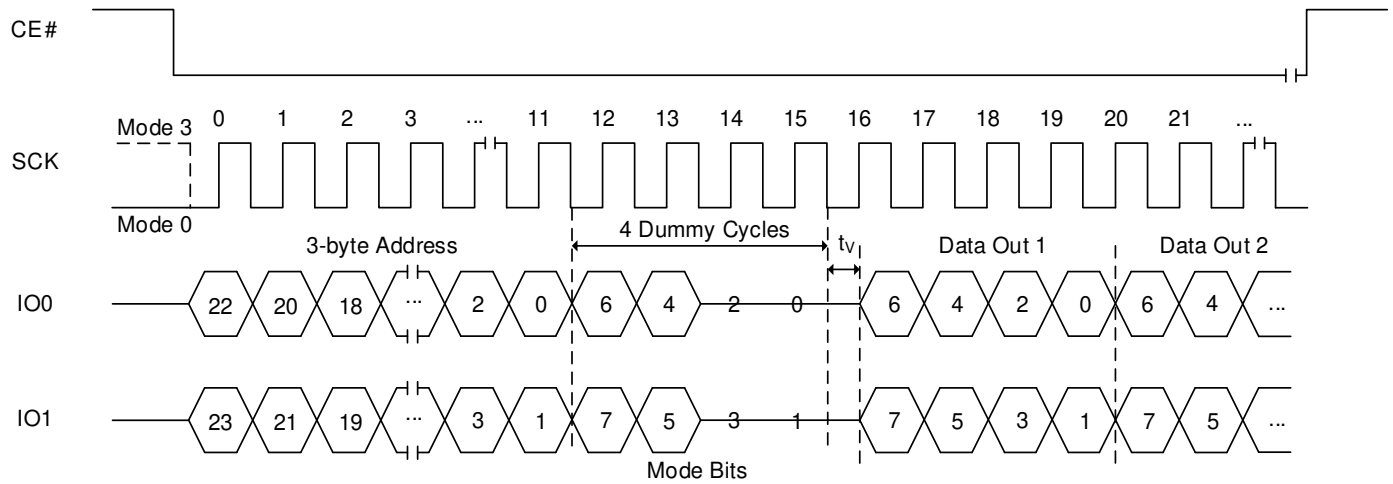 CE#
0 1 2 3 ... 11 12 13 14 15 16 17 18 19 20 21 ...
Mode 3
SCK
Mode 0
3-byte Address 4 Dummy Cycles tV Data Out 1 Data Out 2
IO0 22 20 18 ... 2 0 6 4 2 0 6 4 2 0 6 4 ...
IO1 23 21 19 ... 3 1 7 5 3 1 7 5 3 1 7 5 ...
Mode Bits